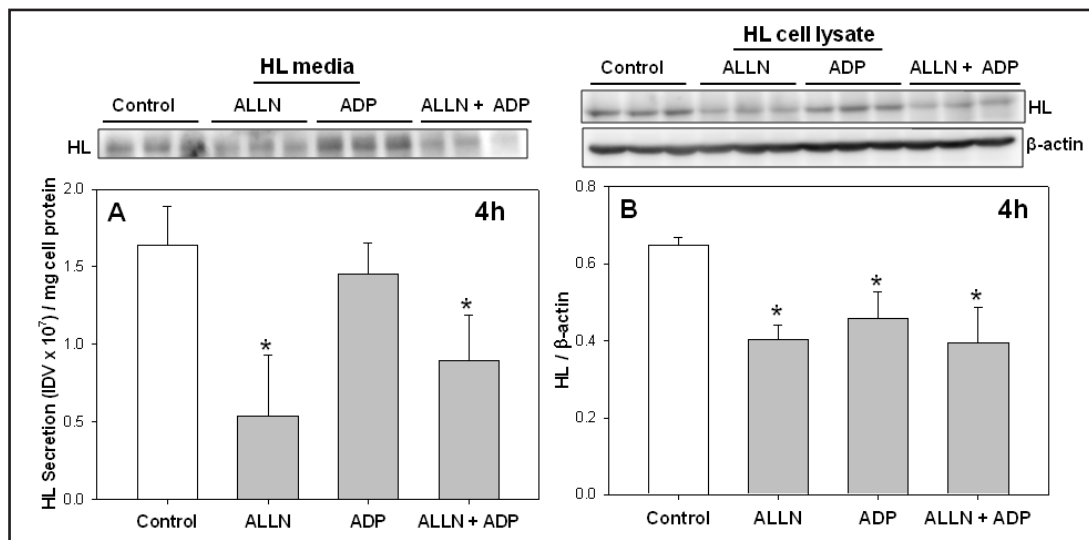 HL media
Control ALLN ADP ALLN + ADP
HL
HL cell lysate
Control ALLN ADP ALLN + ADP
HL
β-actin
A 4h
HL Secretion (IDV x 10⁷) / mg cell protein
2.0
1.5
1.0
0.5
0.0
*
*
Control ALLN ADP ALLN + ADP
B 4h
HL / β-actin
0.8
0.6
0.4
0.2
0.0
*
*
*
Control ALLN ADP ALLN + ADP